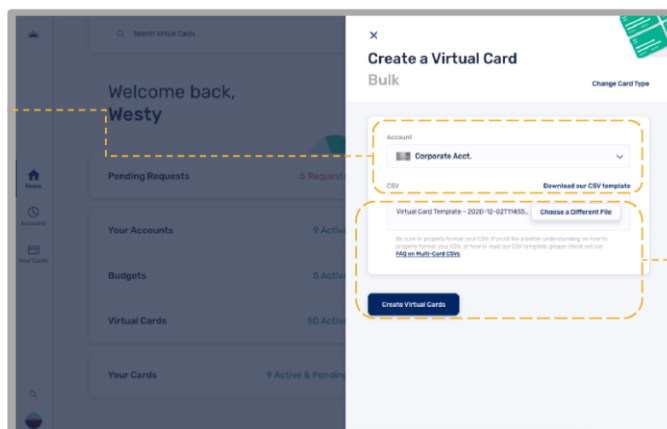 Search Virtual Cards
Welcome back,
Westy
Home
Accounts
Your Cards
Pending Requests
5 Request
Your Accounts
9 Active
Budgets
5 Active
Virtual Cards
50 Active
Your Cards
9 Active & Pending
Create a Virtual Card
Bulk
Change Card Type
Account
Corporate Acct.
CSV
Download our CSV template
Virtual Card Template - 2020-12-02T11455...
Choose a Different File
Be sure to properly format your CSV, if you'd like a better understanding on how to
properly format your CSV, or how to read our CSV template, please check out our
FAQ on Multi-Card CSVs.
Create Virtual Cards